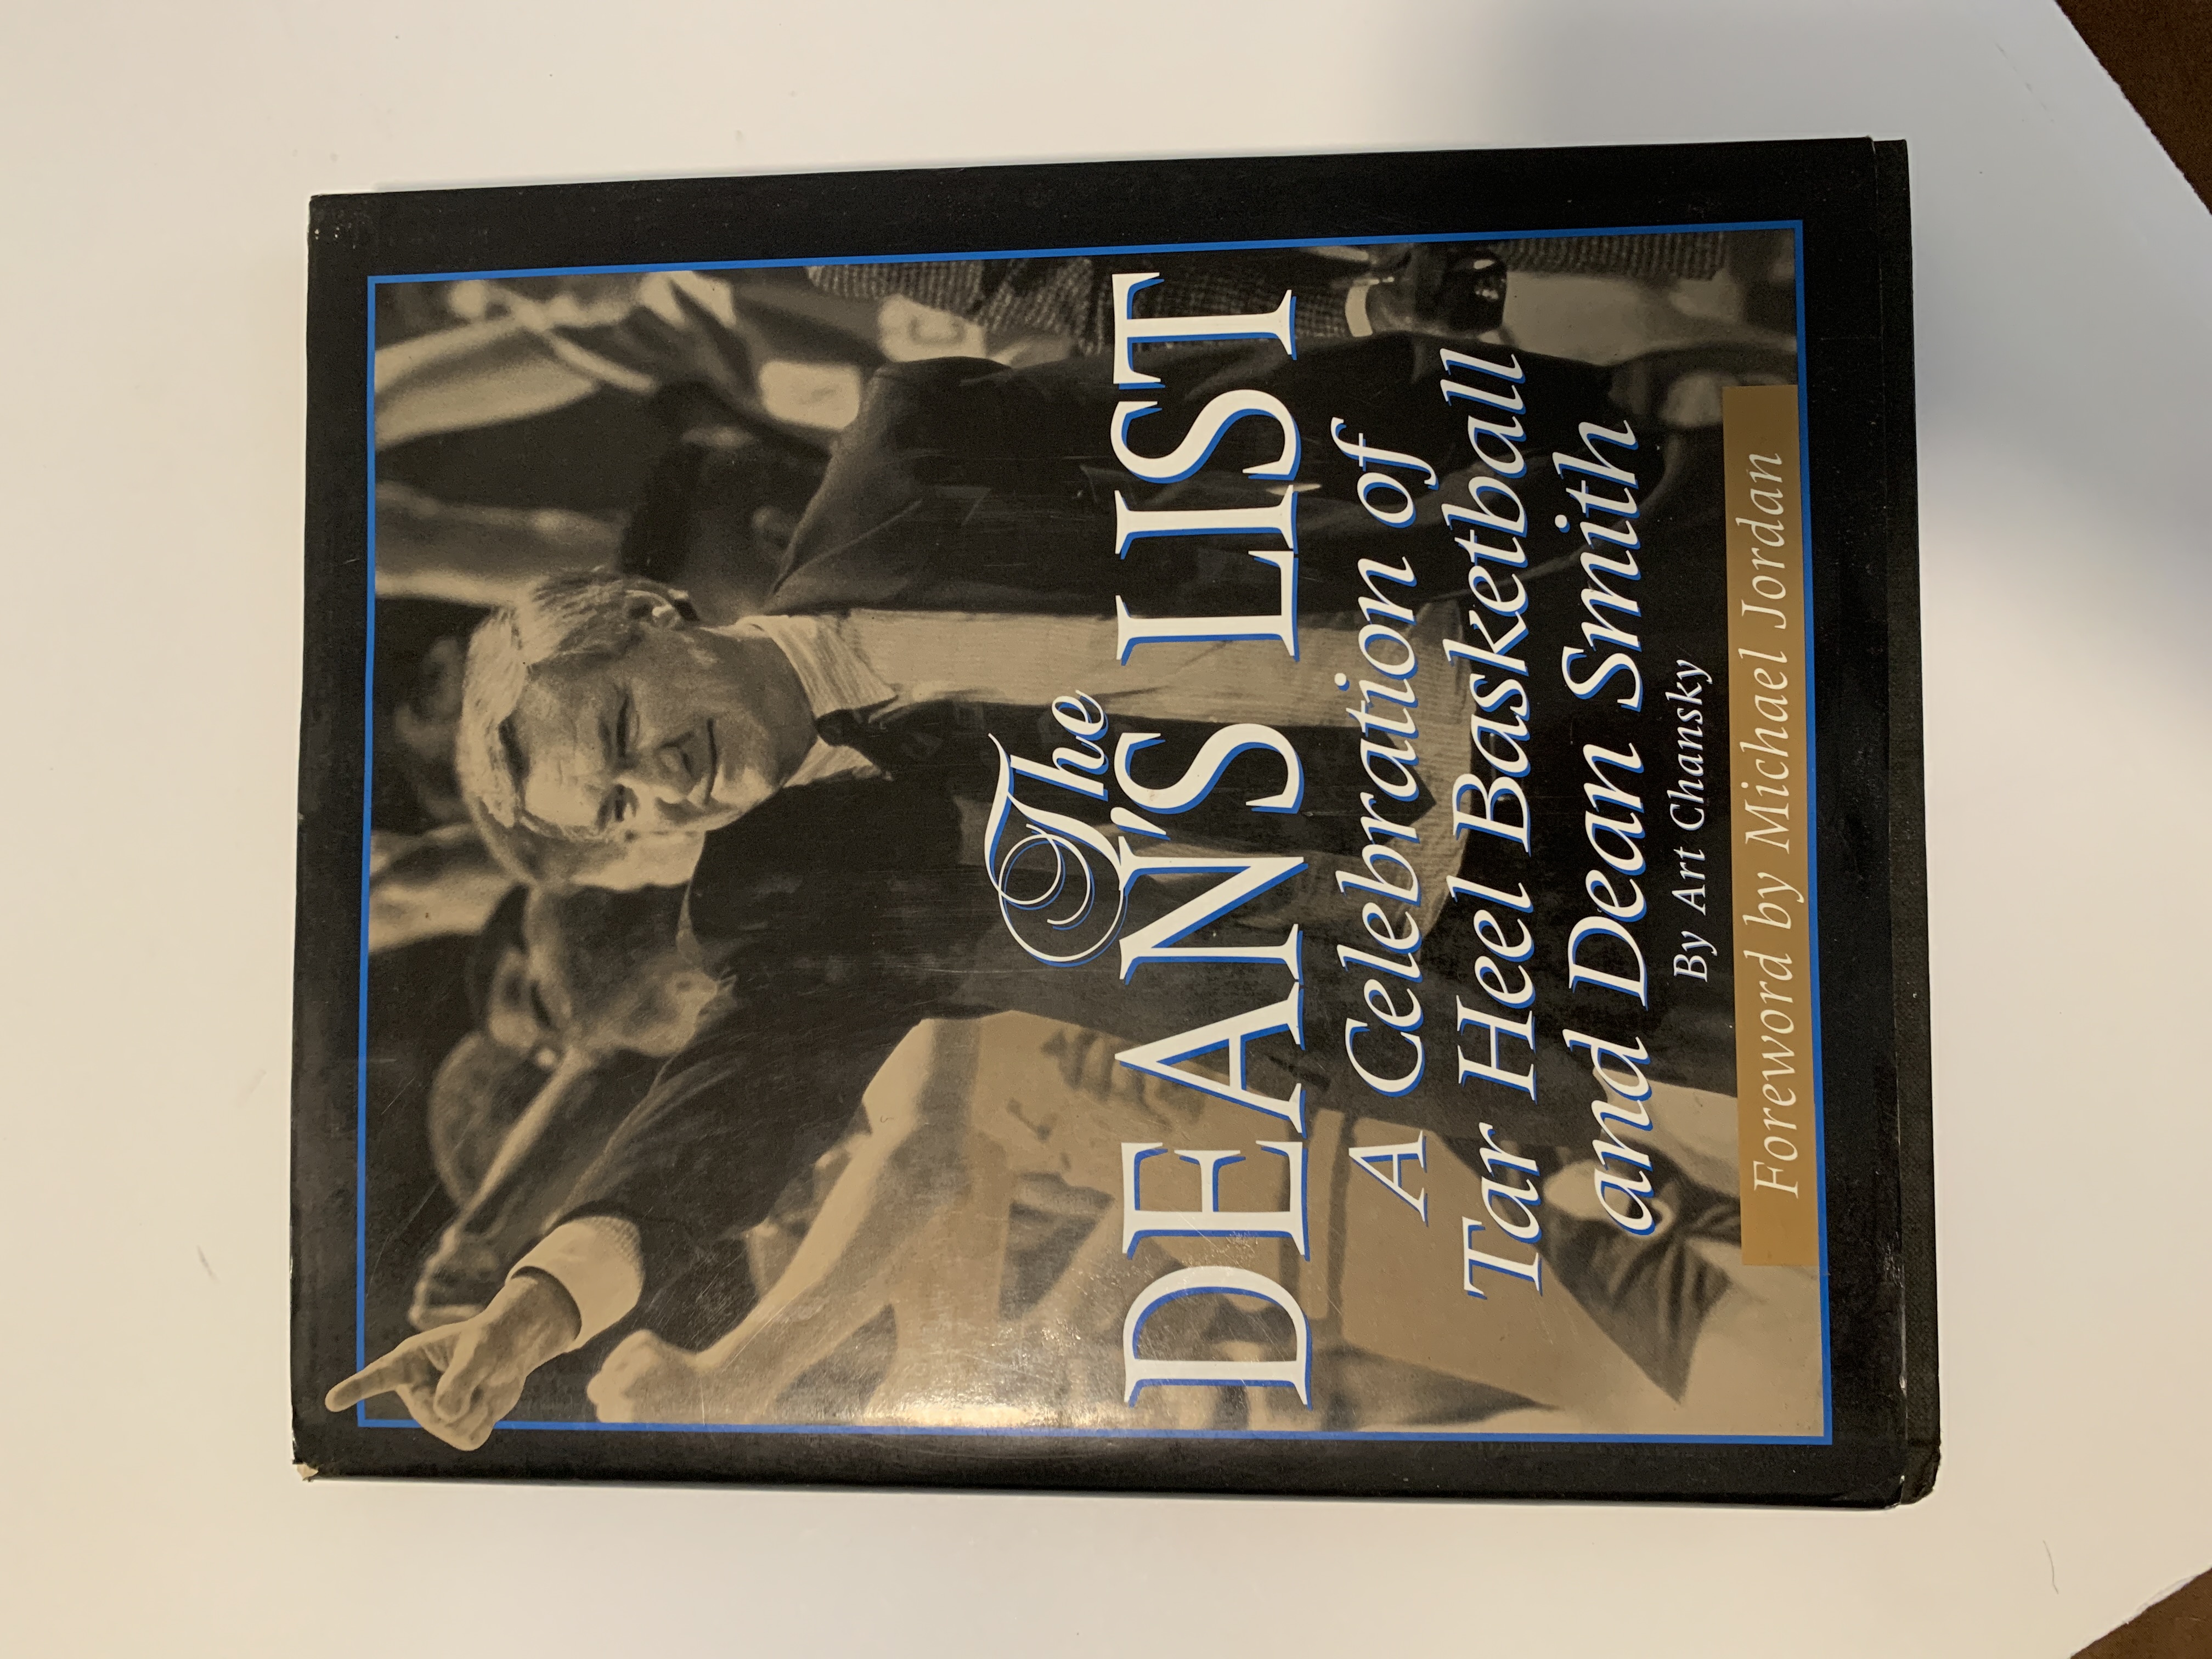 The
DEAN'S LIST
A Celebration of
Tar Heel Basketball
and Dean Smith
By Art Chansky
Foreword by Michael Jordan